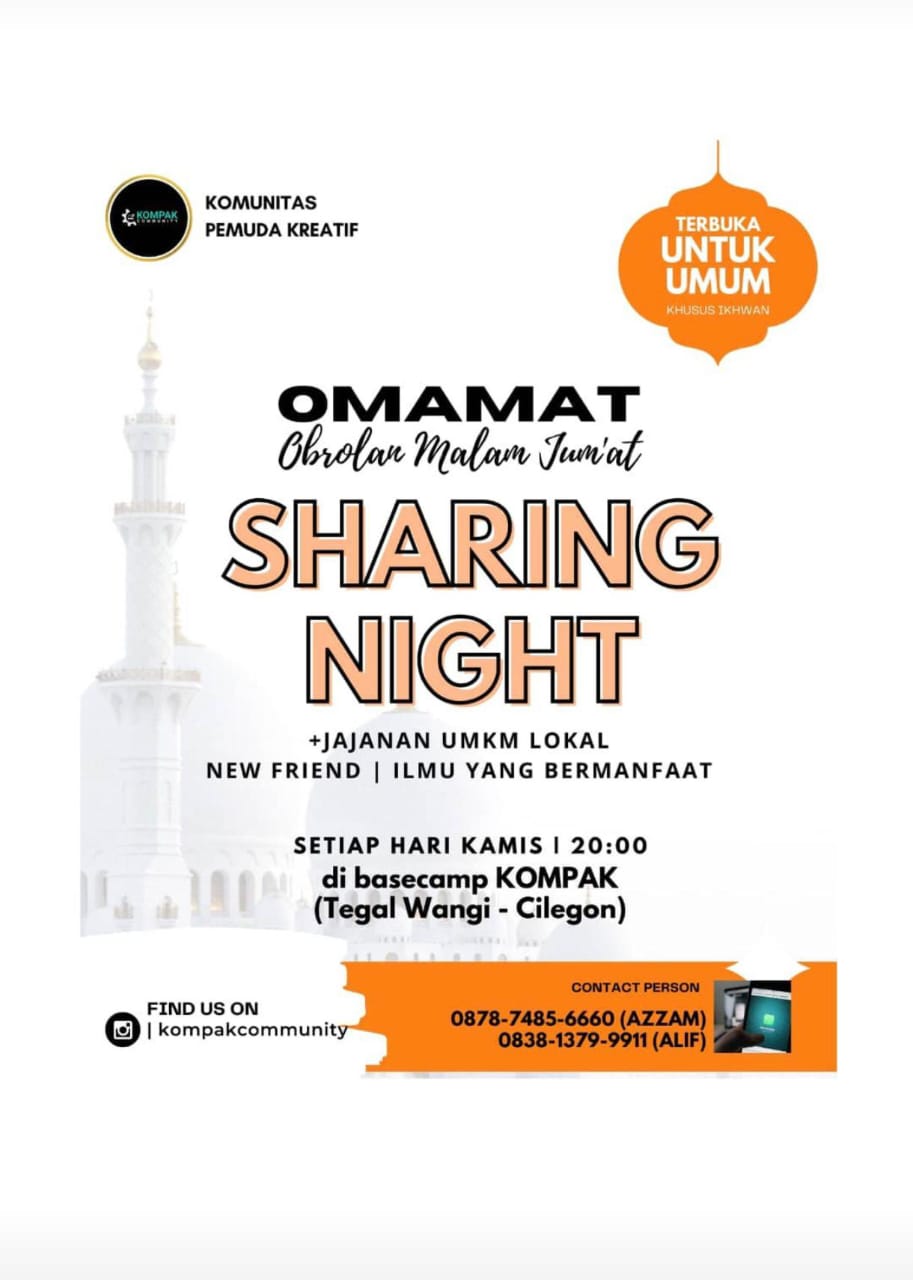 KOMPAK
COMMUNITY
KOMUNITAS
PEMUDA KREATIF
TERBUKA
UNTUK
UMUM
KHUSUS IKHWAN
OMAMAT
Obrolan Malam Jum'at
SHARING
NIGHT
+JAJANAN UMKM LOKAL
NEW FRIEND | ILMU YANG BERMANFAAT
SETIAP HARI KAMIS | 20:00
di basecamp KOMPAK
(Tegal Wangi - Cilegon)
FIND US ON
| kompakcommunity
CONTACT PERSON
0878-7485-6660 (AZZAM)
0838-1379-9911 (ALIF)